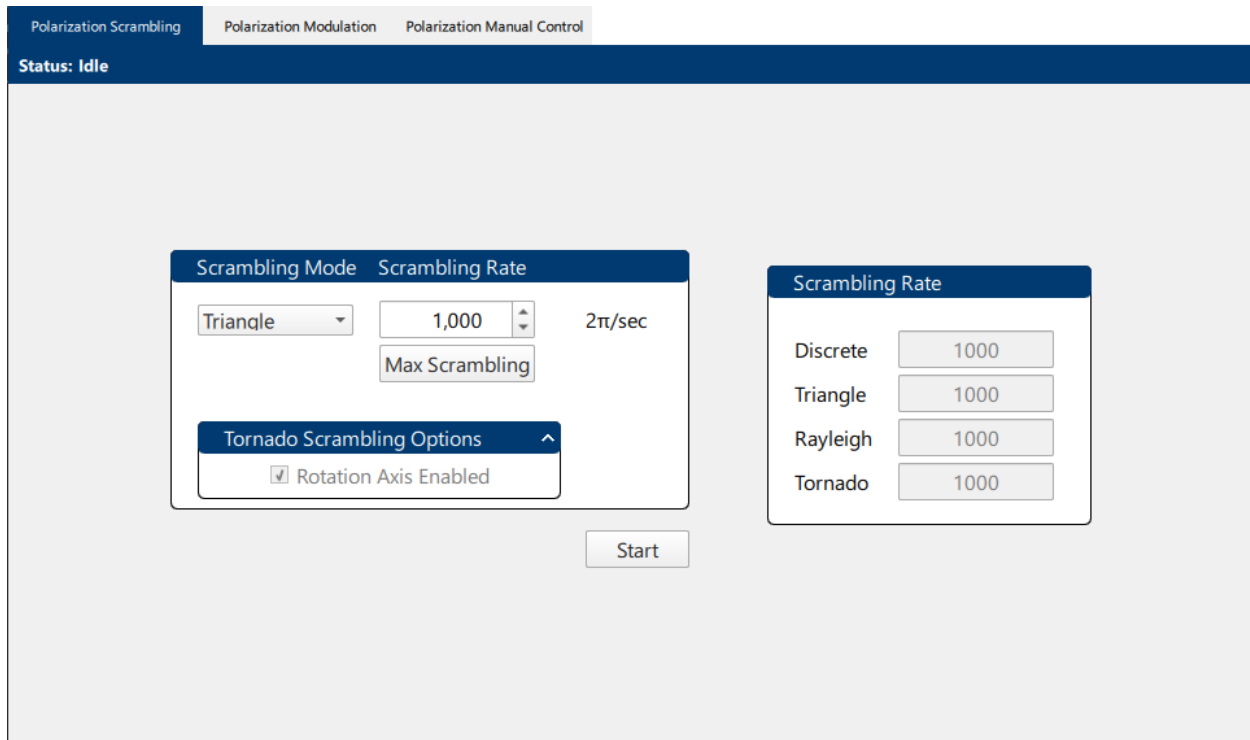 Polarization Scrambling Polarization Modulation Polarization Manual Control
Status: Idle
Scrambling Mode Scrambling Rate
Triangle 1,000 2π/sec
Max Scrambling
Tornado Scrambling Options
Rotation Axis Enabled
Start
Scrambling Rate
Discrete 1000
Triangle 1000
Rayleigh 1000
Tornado 1000